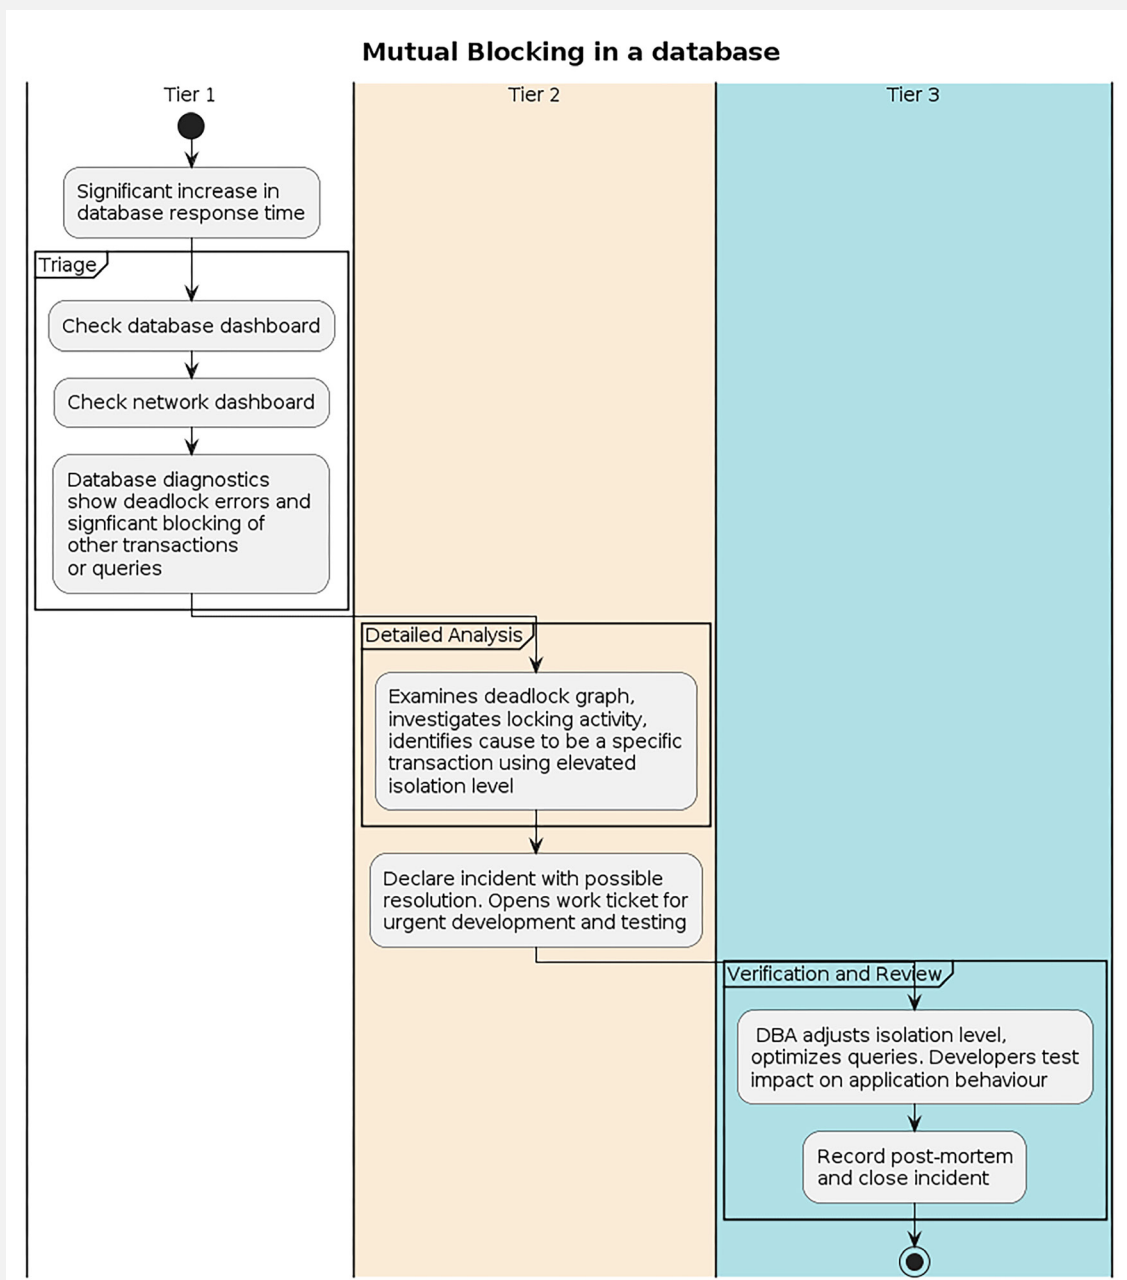 Mutual Blocking in a database
Tier 1
Tier 2
Tier 3
Significant increase in
database response time
Triage
Check database dashboard
Check network dashboard
Database diagnostics
show deadlock errors and
signficant blocking of
other transactions
or queries
Detailed Analysis
Examines deadlock graph,
investigates locking activity,
identifies cause to be a specific
transaction using elevated
isolation level
Declare incident with possible
resolution. Opens work ticket for
urgent development and testing
Verification and Review
DBA adjusts isolation level,
optimizes queries. Developers test
impact on application behaviour
Record post-mortem
and close incident